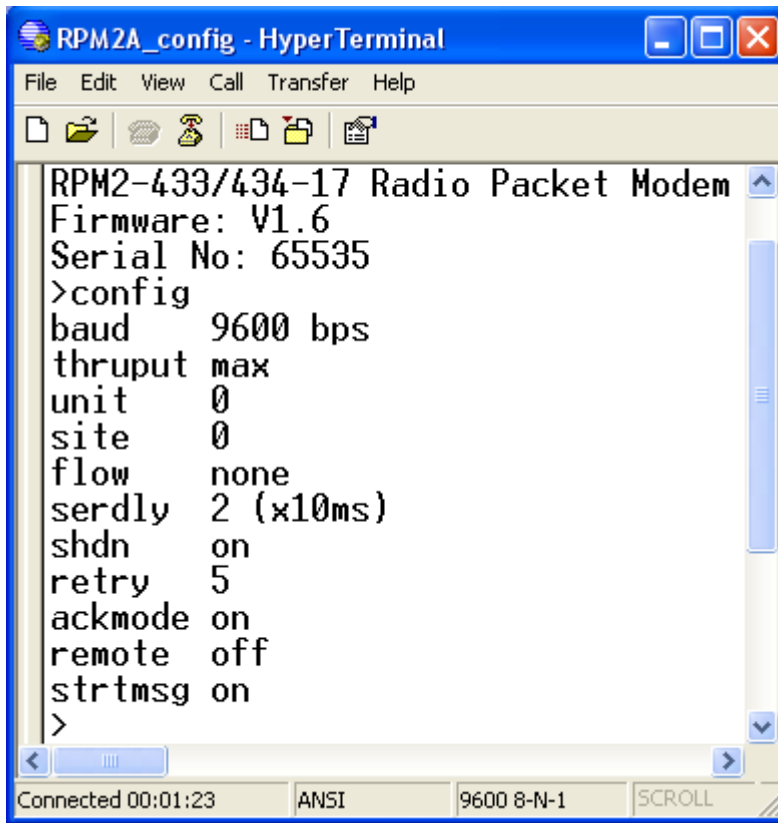 RPM2A_config - HyperTerminal
File Edit View Call Transfer Help
RPM2-433/434-17 Radio Packet Modem
Firmware: V1.6
Serial No: 65535
>config
baud 9600 bps
thruput max
unit 0
site 0
flow none
serdly 2 (x10ms)
shdn on
retry 5
ackmode on
remote off
strtmsg on
>
Connected 00:01:23 ANSI 9600 8-N-1 SCROLL